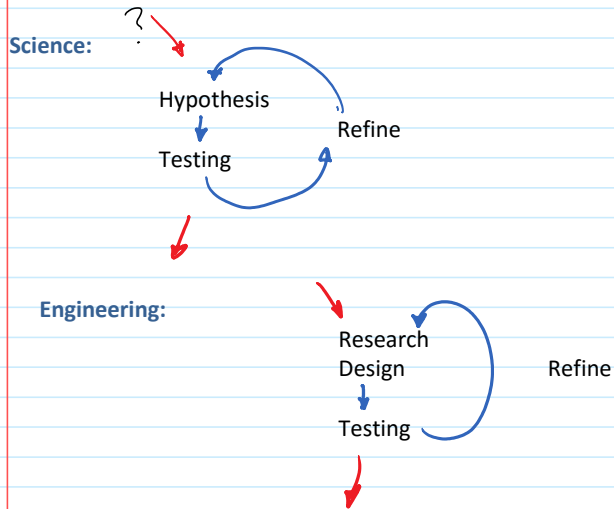 ?
Science:
Hypothesis
Refine
Testing
Engineering:
Research
Design
Refine
Testing